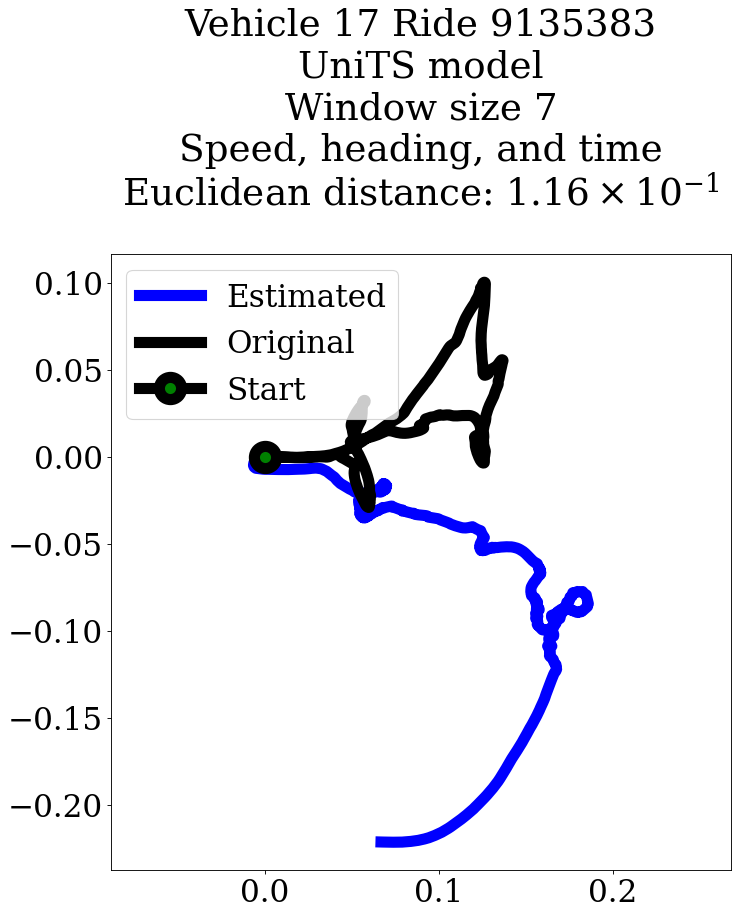 Vehicle 17 Ride 9135383
UniTS model
Window size 7
Speed, heading, and time
Euclidean distance: 1.16 × 10⁻¹
Estimated
Original
Start
0.10
0.05
0.00
−0.05
−0.10
−0.15
−0.20
0.0 0.1 0.2